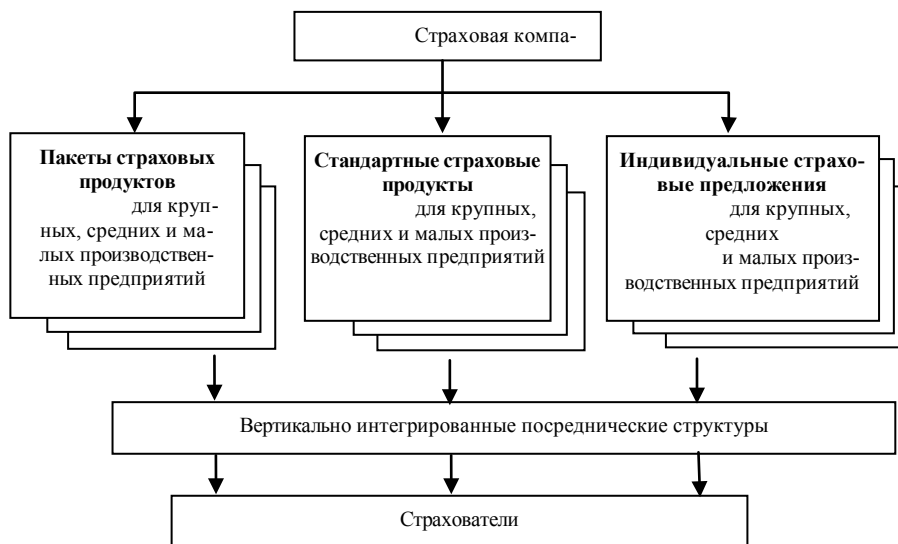 Страховая компа-
Пакеты страховых
продуктов
для круп-
ных, средних и ма-
лых производствен-
ных предприятий
Стандартные страховые
продукты
для крупных,
средних и малых произ-
водственных предприятий
Индивидуальные страхо-
вые предложения
для крупных,
средних
и малых произ-
водственных предприятий
Вертикально интегрированные посреднические структуры
Страхователи